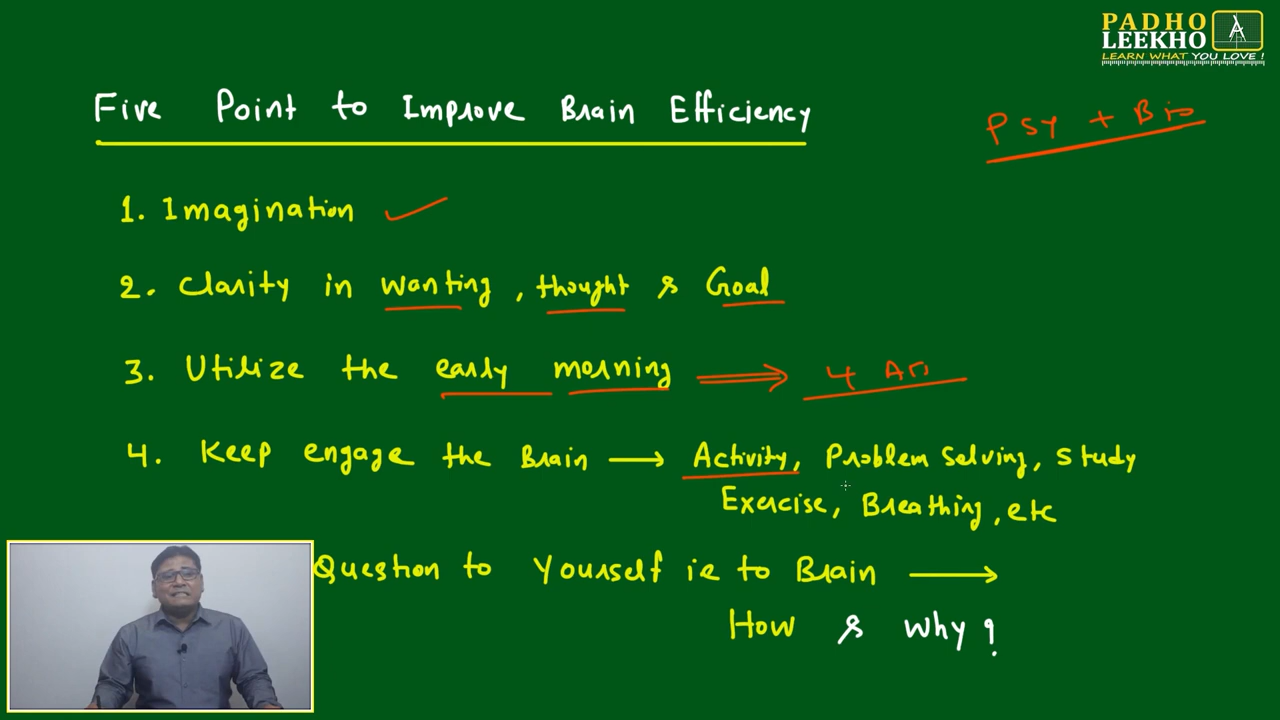 PADHO
LEEKHO
LEARN WHAT YOU LOVE !
Five Point to Improve Brain Efficiency
Psy + Bio
1. Imagination
2. Clarity in wanting, thought & Goal
3. Utilize the early morning ⟹ 4 Am
4. Keep engage the Brain → Activity, Problem Solving, Study
Exercise, Breathing, etc
Question to Yourself ie to Brain →
How & Why?